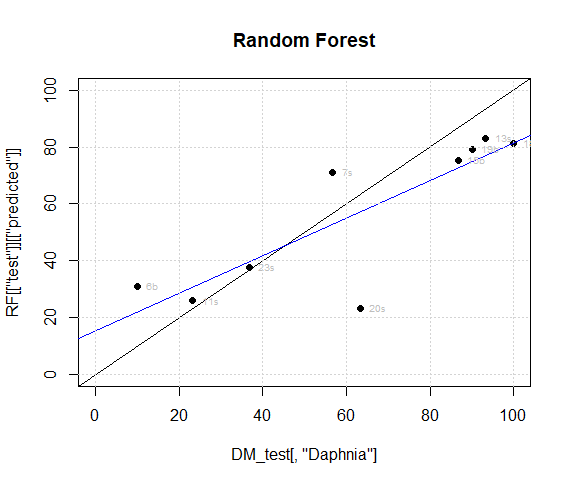 Random Forest
RF[["test"]][["predicted"]]
100
80
60
40
20
0
13s
7s
23s
6b
20s
0 20 40 60 80 100
DM_test[, "Daphnia"]